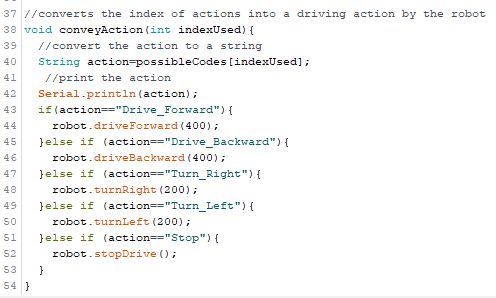 37 //converts the index of actions into a driving action by the robot
38 void conveyAction(int indexUsed){
39   //convert the action to a string
40   String action=possibleCodes[indexUsed];
41    //print the action
42   Serial.println(action);
43   if(action=="Drive_Forward"){
44     robot.driveForward(400);
45   }else if (action=="Drive_Backward"){
46     robot.driveBackward(400);
47   }else if (action=="Turn_Right"){
48     robot.turnRight(200);
49   }else if (action=="Turn_Left"){
50     robot.turnLeft(200);
51   }else if (action=="Stop"){
52     robot.stopDrive();
53   }
54 }